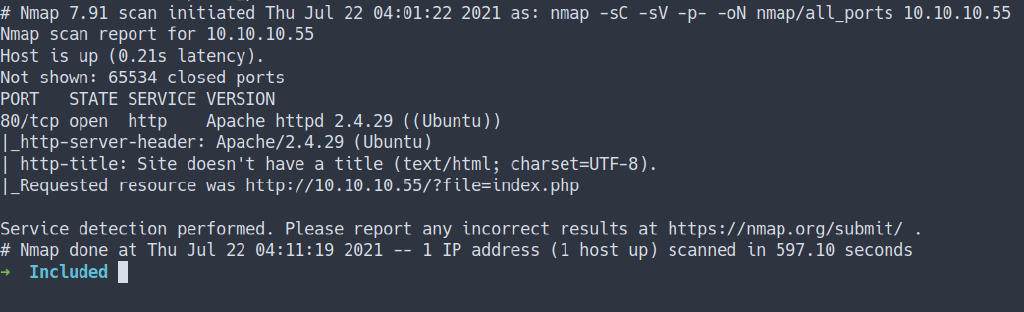 # Nmap 7.91 scan initiated Thu Jul 22 04:01:22 2021 as: nmap -sC -sV -p- -oN nmap/all_ports 10.10.10.55
Nmap scan report for 10.10.10.55
Host is up (0.21s latency).
Not shown: 65534 closed ports
PORT   STATE SERVICE VERSION
80/tcp open  http    Apache httpd 2.4.29 ((Ubuntu))
|_http-server-header: Apache/2.4.29 (Ubuntu)
| http-title: Site doesn't have a title (text/html; charset=UTF-8).
|_Requested resource was http://10.10.10.55/?file=index.php
Service detection performed. Please report any incorrect results at https://nmap.org/submit/ .
# Nmap done at Thu Jul 22 04:11:19 2021 -- 1 IP address (1 host up) scanned in 597.10 seconds
→ Included